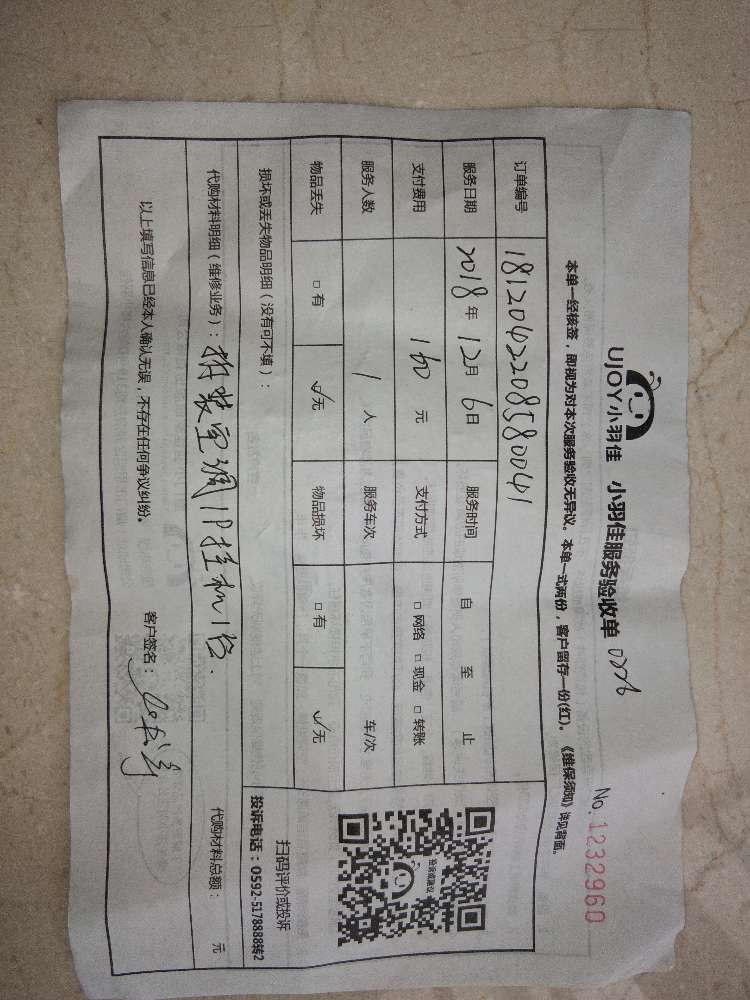 UJOY小羽佳 小羽佳服务验收单 0226
No.1232960
本单一经核签，即视为对本次服务验收无异议。本单一式两份，客户留存一份(红)。《维保须知》详见背面。
订单编号 1812042208580041
服务日期 2018年12月6日 服务时间 自 至 止
支付费用 160元 支付方式 □网络 □现金 □转账
服务人数 1人 服务车次 车/次
物品丢失 □有 ☑无 物品损坏 □有 ☑无
投诉或建议
扫码评价或投诉
投诉电话：0592-5178888转2
损坏或丢失物品明细（没有可不填）：
代购材料明细（维修业务）：拆装空调1P挂机1台. 代购材料总额： 元
以上填写信息已经本人确认无误，不存在任何争议纠纷。 客户签名：